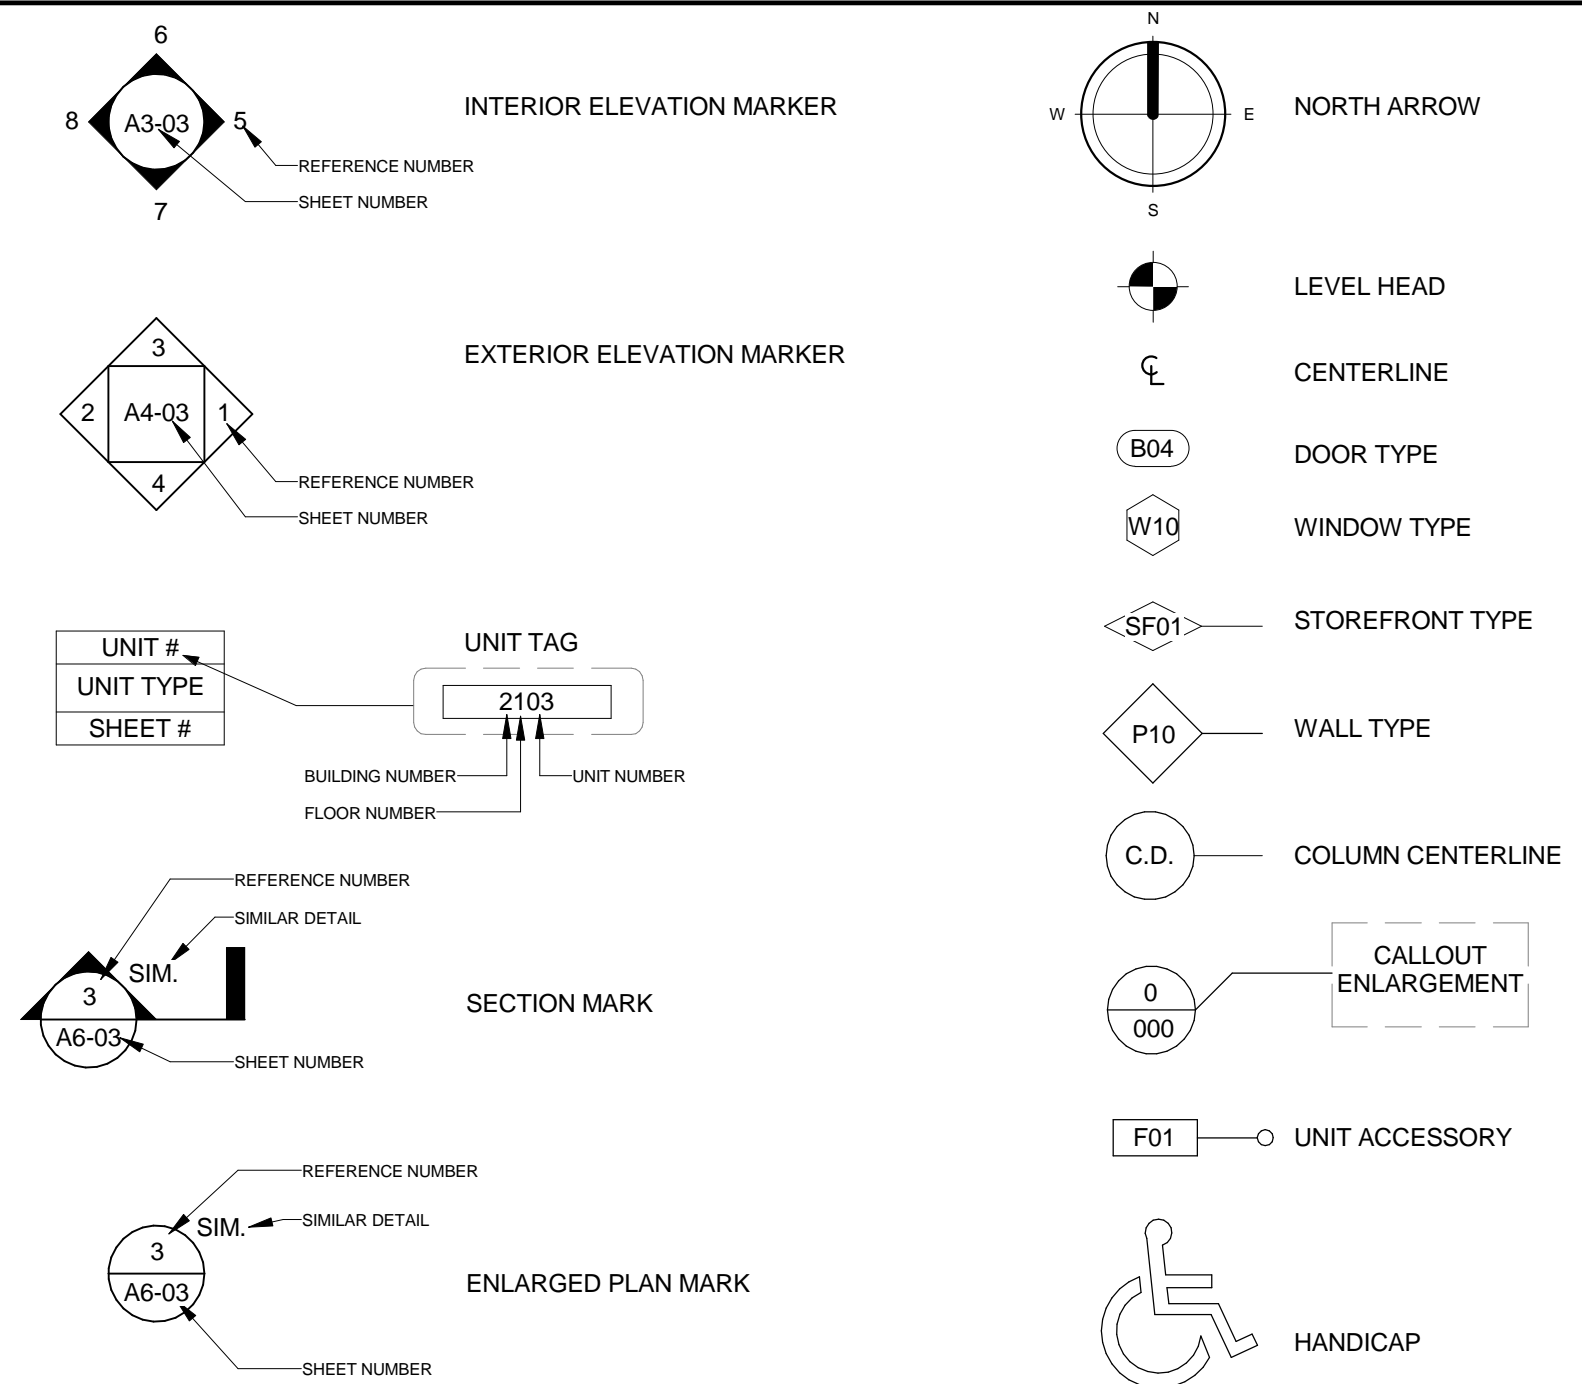 6
8
A3-03
5
7
REFERENCE NUMBER
SHEET NUMBER
INTERIOR ELEVATION MARKER
3
2
A4-03
1
4
REFERENCE NUMBER
SHEET NUMBER
EXTERIOR ELEVATION MARKER
UNIT #
UNIT TYPE
SHEET #
UNIT TAG
2103
BUILDING NUMBER
UNIT NUMBER
FLOOR NUMBER
REFERENCE NUMBER
SIMILAR DETAIL
SIM.
3
A6-03
SHEET NUMBER
SECTION MARK
REFERENCE NUMBER
SIMILAR DETAIL
SIM.
3
A6-03
SHEET NUMBER
ENLARGED PLAN MARK
N
W
E
S
NORTH ARROW
LEVEL HEAD
CL
CENTERLINE
B04
DOOR TYPE
W10
WINDOW TYPE
SF01
STOREFRONT TYPE
P10
WALL TYPE
C.D.
COLUMN CENTERLINE
0
000
CALLOUT
ENLARGEMENT
F01
UNIT ACCESSORY
HANDICAP